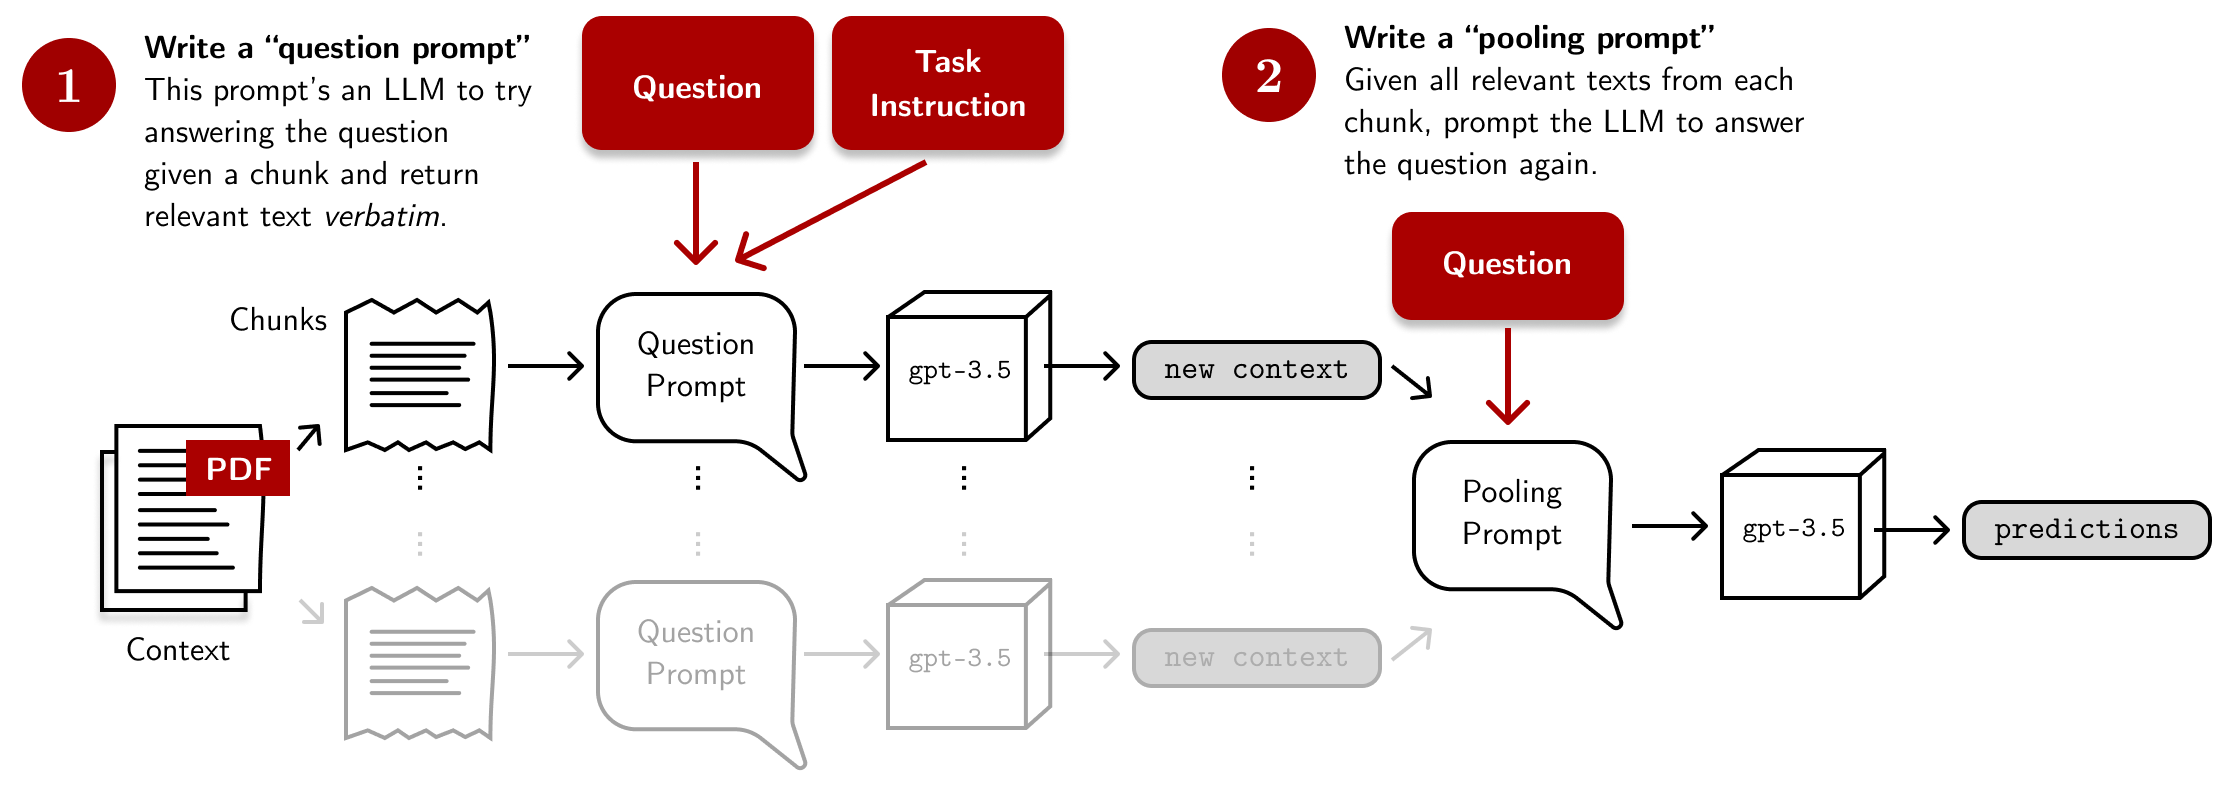 1
Write a “question prompt”
This prompt's an LLM to try
answering the question
given a chunk and return
relevant text verbatim.
Question
Task
Instruction
2
Write a “pooling prompt”
Given all relevant texts from each
chunk, prompt the LLM to answer
the question again.
Question
Chunks
Question
Prompt
gpt-3.5
new context
PDF
Context
Pooling
Prompt
gpt-3.5
predictions
Question
Prompt
gpt-3.5
new context